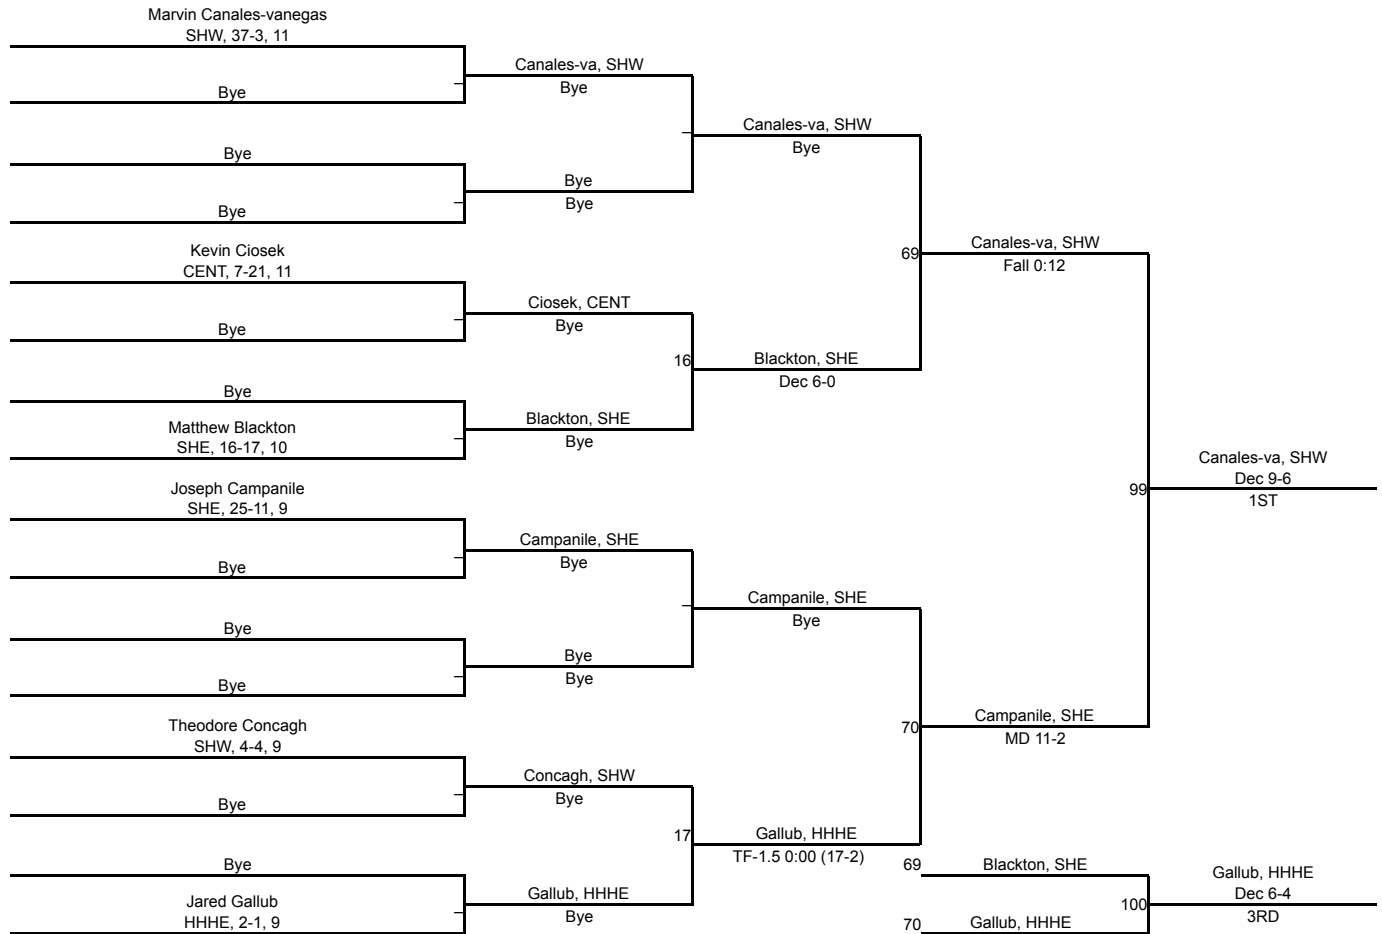 Marvin Canales-vanegas
SHW, 37-3, 11
Bye
Bye
Bye
Kevin Ciosek
CENT, 7-21, 11
Bye
Bye
Matthew Blackton
SHE, 16-17, 10
Joseph Campanile
SHE, 25-11, 9
Bye
Bye
Bye
Theodore Concagh
SHW, 4-4, 9
Bye
Bye
Jared Gallub
HHHE, 2-1, 9
Canales-va, SHW
Bye
Bye
Bye
Ciosek, CENT
Bye
16
Blackton, SHE
Bye
Campanile, SHE
Bye
Bye
Bye
Concagh, SHW
Bye
17
Gallub, HHHE
Bye
Canales-va, SHW
Bye
69
Blackton, SHE
Dec 6-0
Campanile, SHE
Bye
70
Gallub, HHHE
TF-1.5 0:00 (17-2)
Canales-va, SHW
Fall 0:12
99
Campanile, SHE
MD 11-2
Canales-va, SHW
Dec 9-6
1ST
69
Blackton, SHE
100
70
Gallub, HHHE
Gallub, HHHE
Dec 6-4
3RD